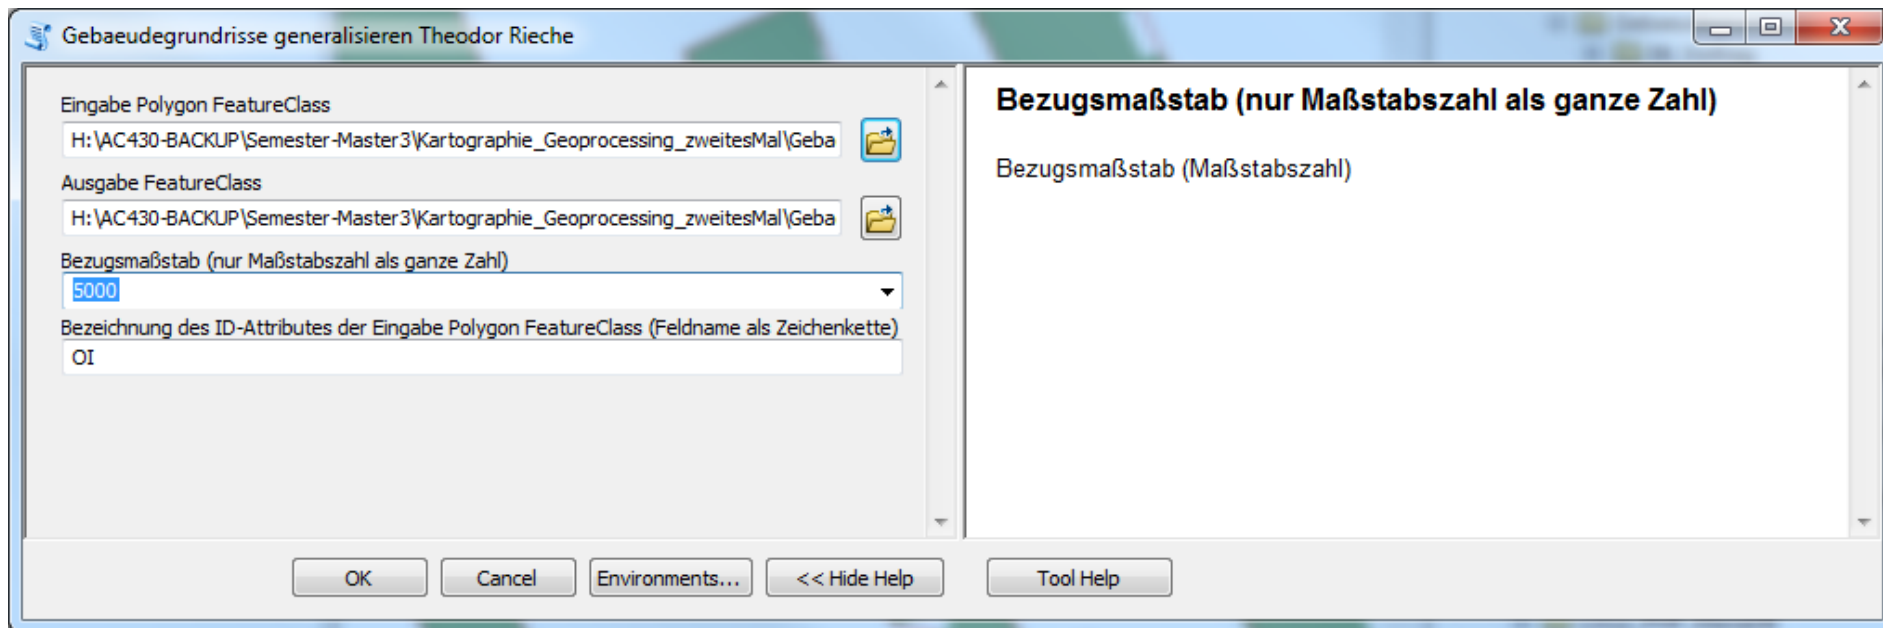 Gebaeudegrundrisse generalisieren Theodor Rieche
Eingabe Polygon FeatureClass
H:\AC430-BACKUP\Semester-Master3\Kartographie_Geoprocessing_zweitesMal\Geba
Ausgabe FeatureClass
H:\AC430-BACKUP\Semester-Master3\Kartographie_Geoprocessing_zweitesMal\Geba
Bezugsmaßstab (nur Maßstabszahl als ganze Zahl)
5000
Bezeichnung des ID-Attributes der Eingabe Polygon FeatureClass (Feldname als Zeichenkette)
OI
Bezugsmaßstab (nur Maßstabszahl als ganze Zahl)
Bezugsmaßstab (Maßstabszahl)
OK Cancel Environments... << Hide Help Tool Help